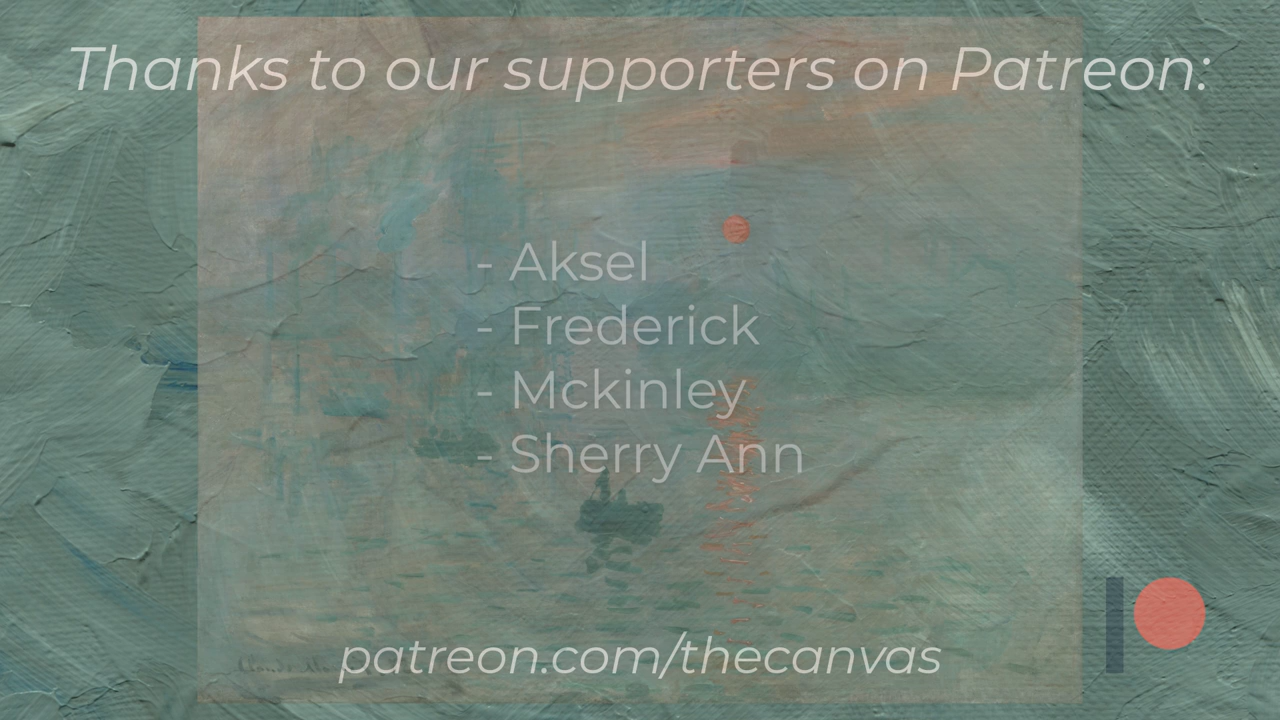 Thanks to our supporters on Patreon:
- Aksel
- Frederick
- Mckinley
- Sherry Ann
patreon.com/thecanvas